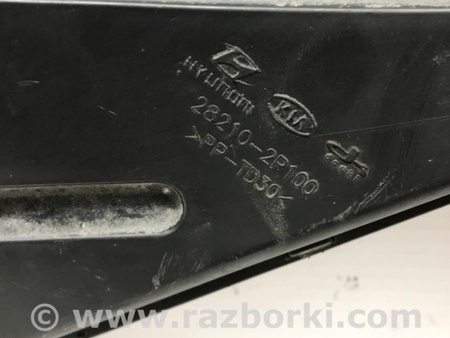 HYUNDAI
KIA
28210-2P100
>PP-TD30<
© www.razborki.com